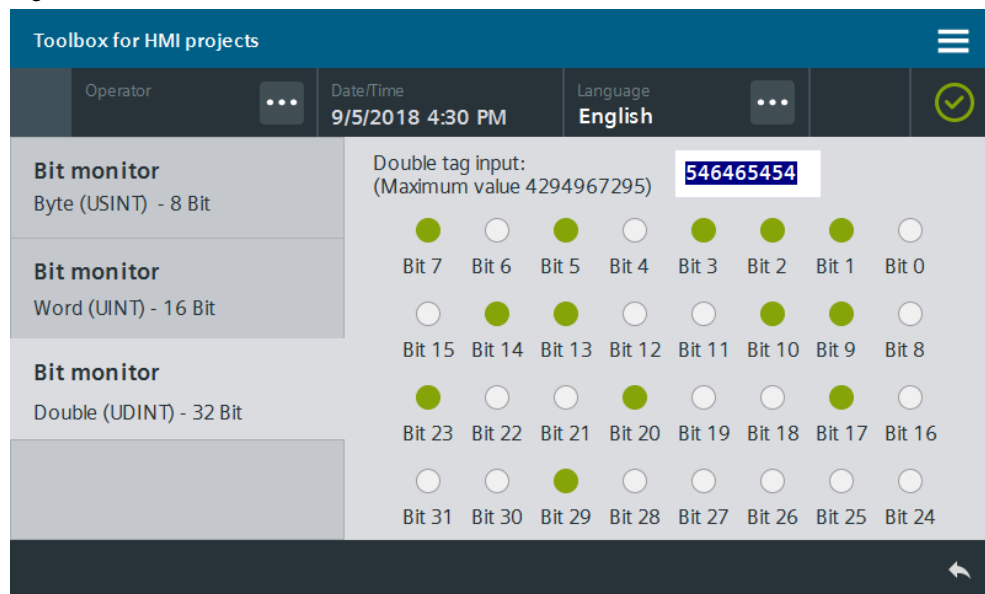 Toolbox for HMI projects
Operator
Date/Time
Language
9/5/2018 4:30 PM
English
Bit monitor
Byte (USINT) - 8 Bit
Bit monitor
Word (UINT) - 16 Bit
Bit monitor
Double (UDINT) - 32 Bit
Double tag input:
(Maximum value 4294967295)
546465454
Bit 7 Bit 6 Bit 5 Bit 4 Bit 3 Bit 2 Bit 1 Bit 0
Bit 15 Bit 14 Bit 13 Bit 12 Bit 11 Bit 10 Bit 9 Bit 8
Bit 23 Bit 22 Bit 21 Bit 20 Bit 19 Bit 18 Bit 17 Bit 16
Bit 31 Bit 30 Bit 29 Bit 28 Bit 27 Bit 26 Bit 25 Bit 24